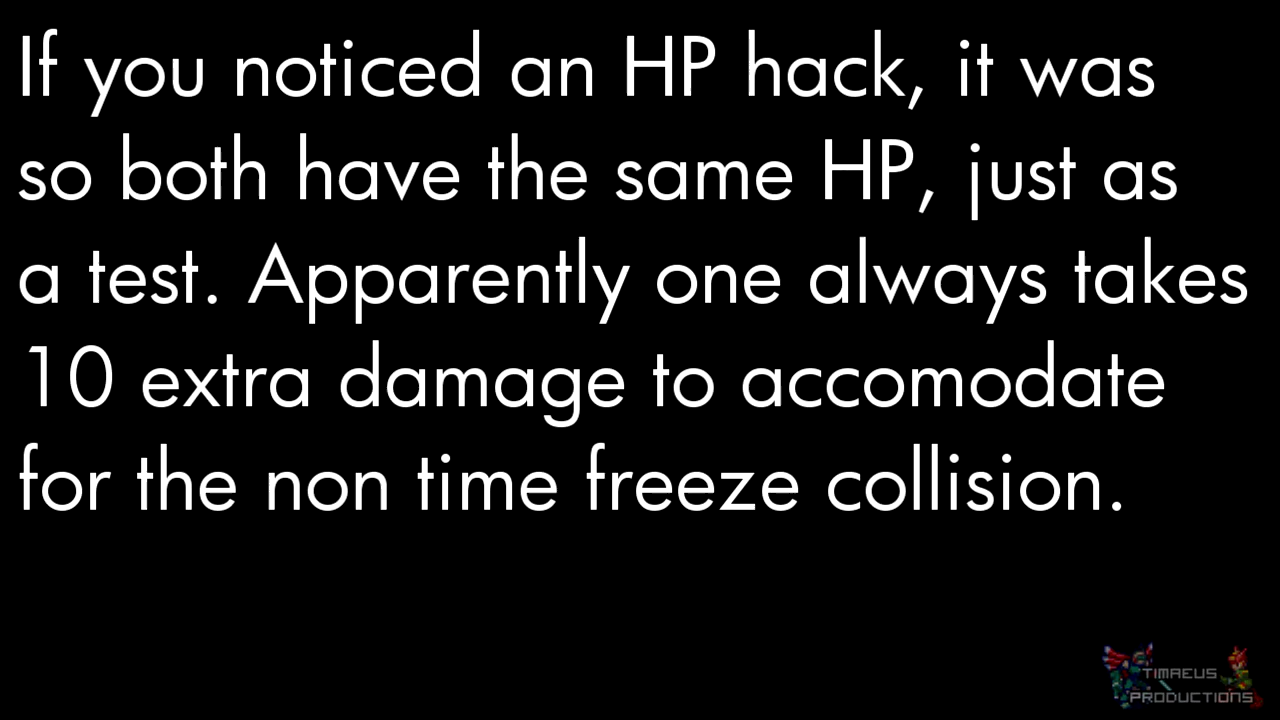 If you noticed an HP hack, it was
so both have the same HP, just as
a test. Apparently one always takes
10 extra damage to accomodate
for the non time freeze collision.
TIMAEUS
PRODUCTIONS